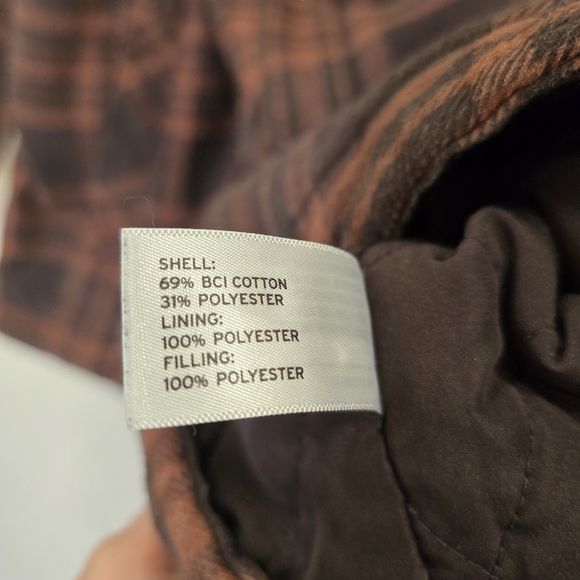 SHELL:
69% BCI COTTON
31% POLYESTER
LINING:
100% POLYESTER
FILLING:
100% POLYESTER